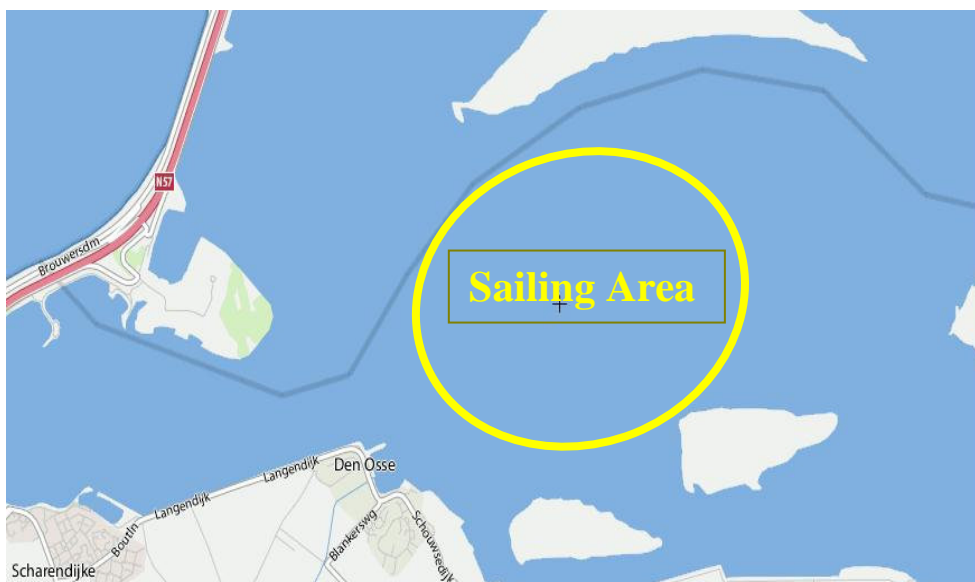 N57
Brouwersdm
Sailing Area
Den Osse
Langendijk
Langendijk
Boutln
Blankerswg
Schouwsedijk
Scharendijke